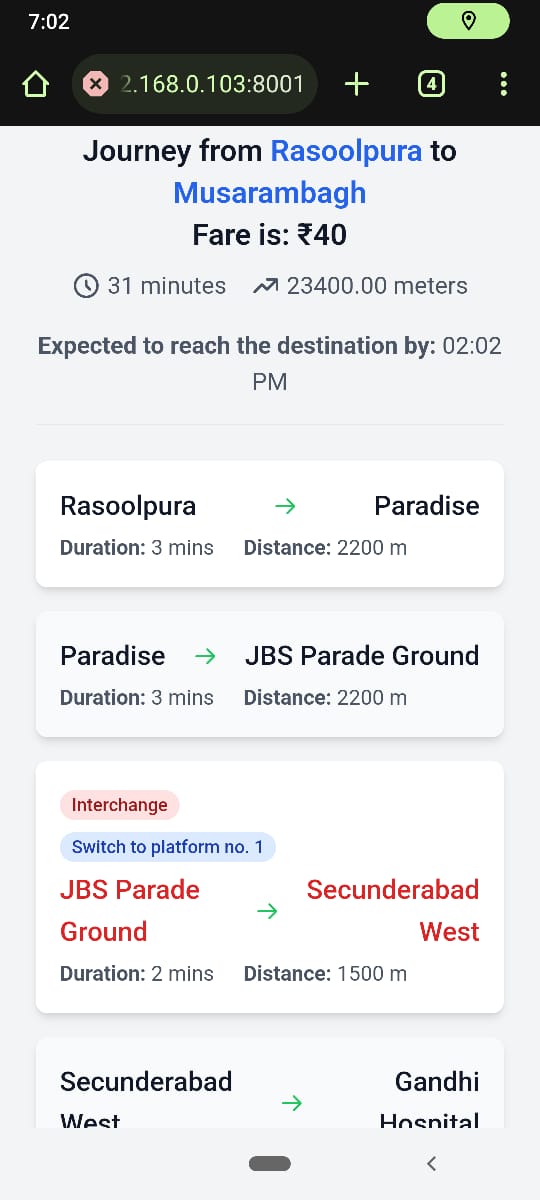 7:02
2.168.0.103:8001
4
Journey from Rasoolpura to
Musarambagh
Fare is: ₹40
31 minutes 23400.00 meters
Expected to reach the destination by: 02:02
PM
Rasoolpura Paradise
Duration: 3 mins Distance: 2200 m
Paradise JBS Parade Ground
Duration: 3 mins Distance: 2200 m
Interchange
Switch to platform no. 1
JBS Parade Secunderabad
Ground West
Duration: 2 mins Distance: 1500 m
Secunderabad Gandhi
West Hospital